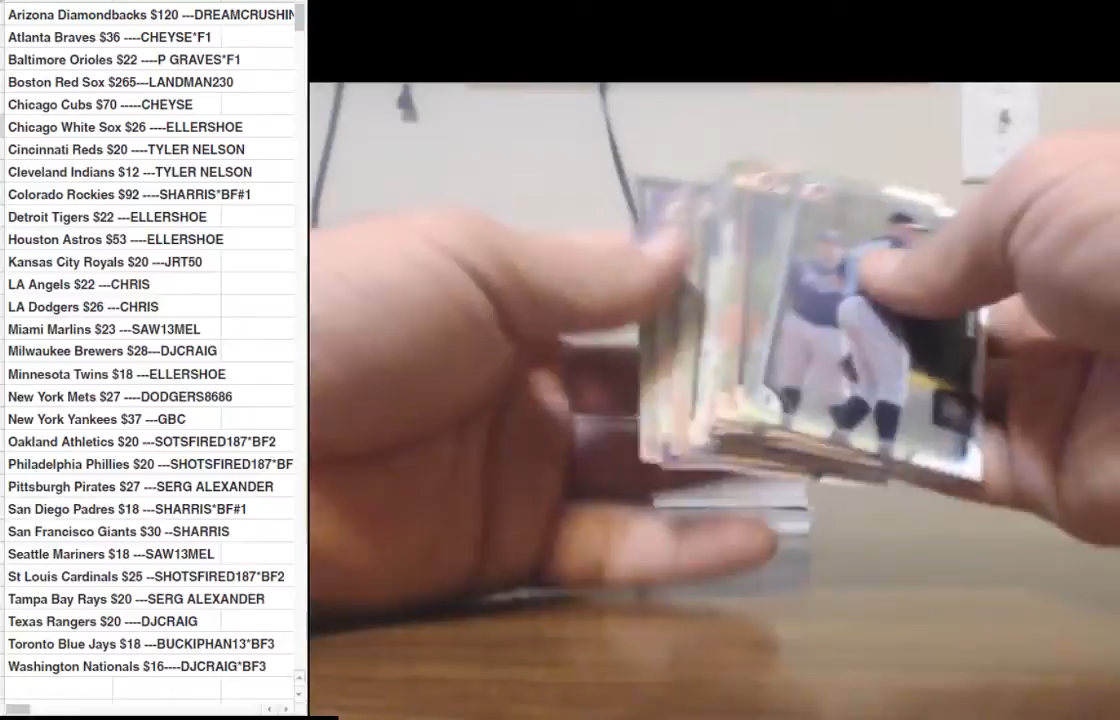 Arizona Diamondbacks $120 ---DREAMCRUSHIN
Atlanta Braves $36 ----CHEYSE*F1
Baltimore Orioles $22 ----P GRAVES*F1
Boston Red Sox $265---LANDMAN230
Chicago Cubs $70 -----CHEYSE
Chicago White Sox $26 ----ELLERSHOE
Cincinnati Reds $20 ----TYLER NELSON
Cleveland Indians $12 ---TYLER NELSON
Colorado Rockies $92 ----SHARRIS*BF#1
Detroit Tigers $22 ---ELLERSHOE
Houston Astros $53 ----ELLERSHOE
Kansas City Royals $20 ---JRT50
LA Angels $22 ---CHRIS
LA Dodgers $26 ---CHRIS
Miami Marlins $23 ---SAW13MEL
Milwaukee Brewers $28---DJCRAIG
Minnesota Twins $18 ---ELLERSHOE
New York Mets $27 ----DODGERS8686
New York Yankees $37 ---GBC
Oakland Athletics $20 ---SOTSFIRED187*BF2
Philadelphia Phillies $20 ---SHOTSFIRED187*BF
Pittsburgh Pirates $27 ---SERG ALEXANDER
San Diego Padres $18 ---SHARRIS*BF#1
San Francisco Giants $30 --SHARRIS
Seattle Mariners $18 ---SAW13MEL
St Louis Cardinals $25 --SHOTSFIRED187*BF2
Tampa Bay Rays $20 ---SERG ALEXANDER
Texas Rangers $20 ----DJCRAIG
Toronto Blue Jays $18 ---BUCKIPHAN13*BF3
Washington Nationals $16----DJCRAIG*BF3